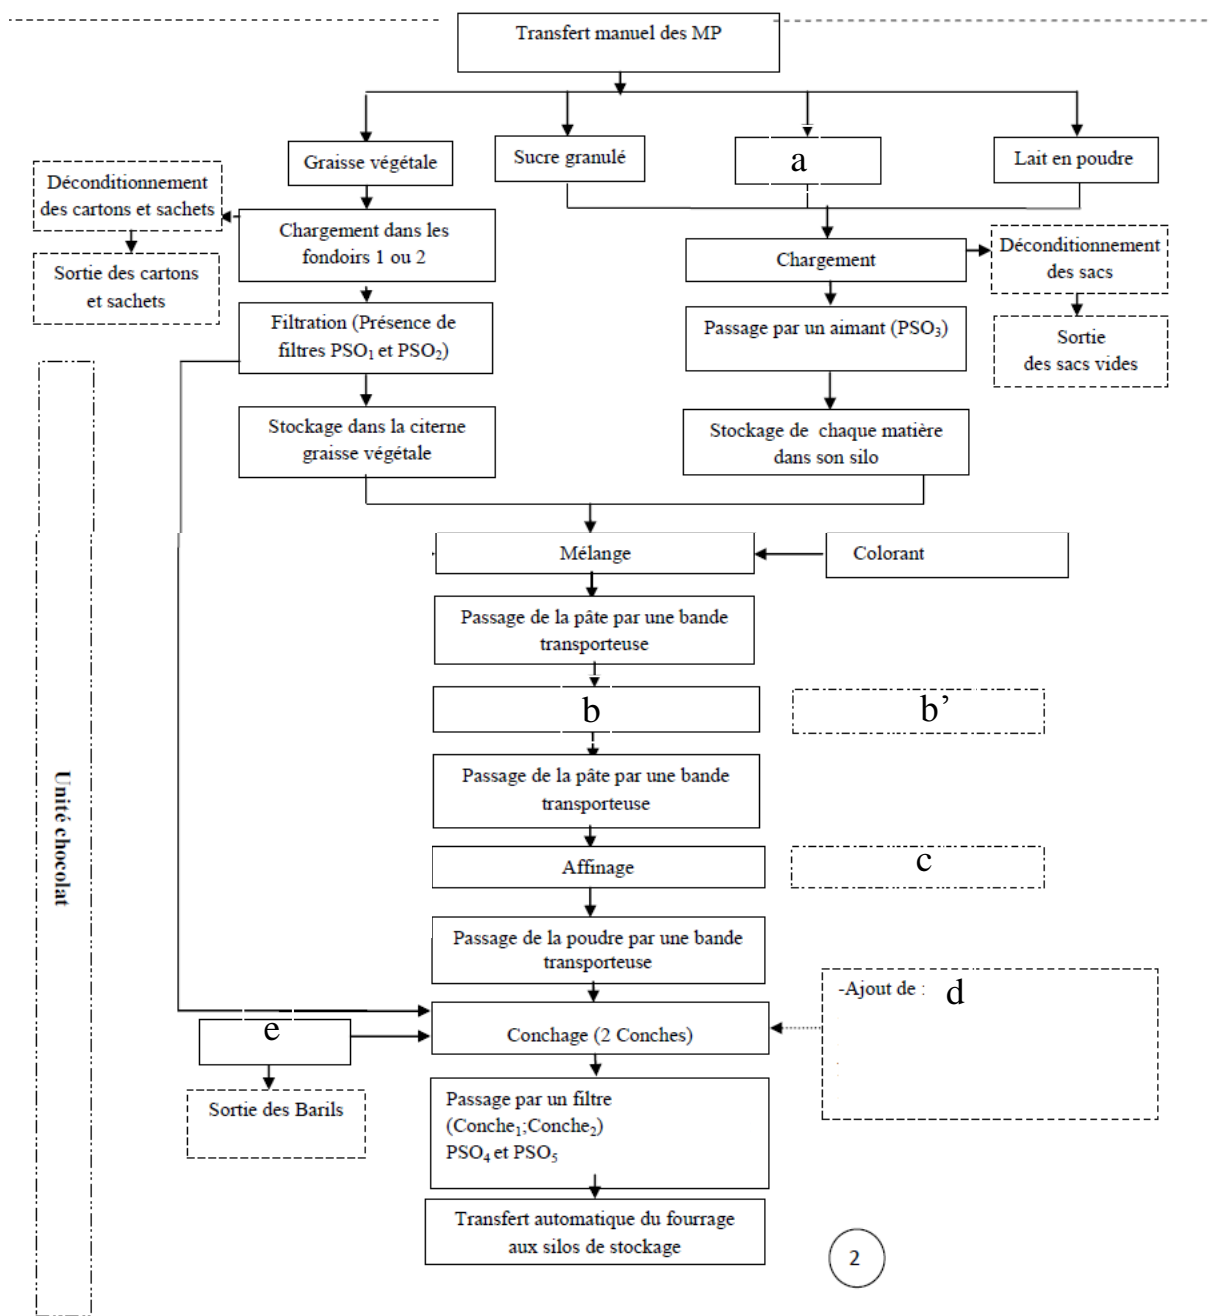 Transfert manuel des MP
Graisse végétale
Sucre granulé
a
Lait en poudre
Déconditionnement
des cartons et sachets
Chargement dans les
fondoirs 1 ou 2
Chargement
Déconditionnement
des sacs
Sortie des cartons
et sachets
Filtration (Présence de
filtres PSO1 et PSO2)
Passage par un aimant (PSO3)
Sortie
des sacs vides
Stockage dans la citerne
graisse végétale
Stockage de chaque matière
dans son silo
Mélange
Colorant
Passage de la pâte par une bande
transporteuse
b
b’
Passage de la pâte par une bande
transporteuse
Unité chocolat
Affinage
c
Passage de la poudre par une bande
transporteuse
-Ajout de : d
e
Conchage (2 Conches)
Sortie des Barils
Passage par un filtre
(Conche1;Conche2)
PSO4 et PSO5
Transfert automatique du fourrage
aux silos de stockage
2